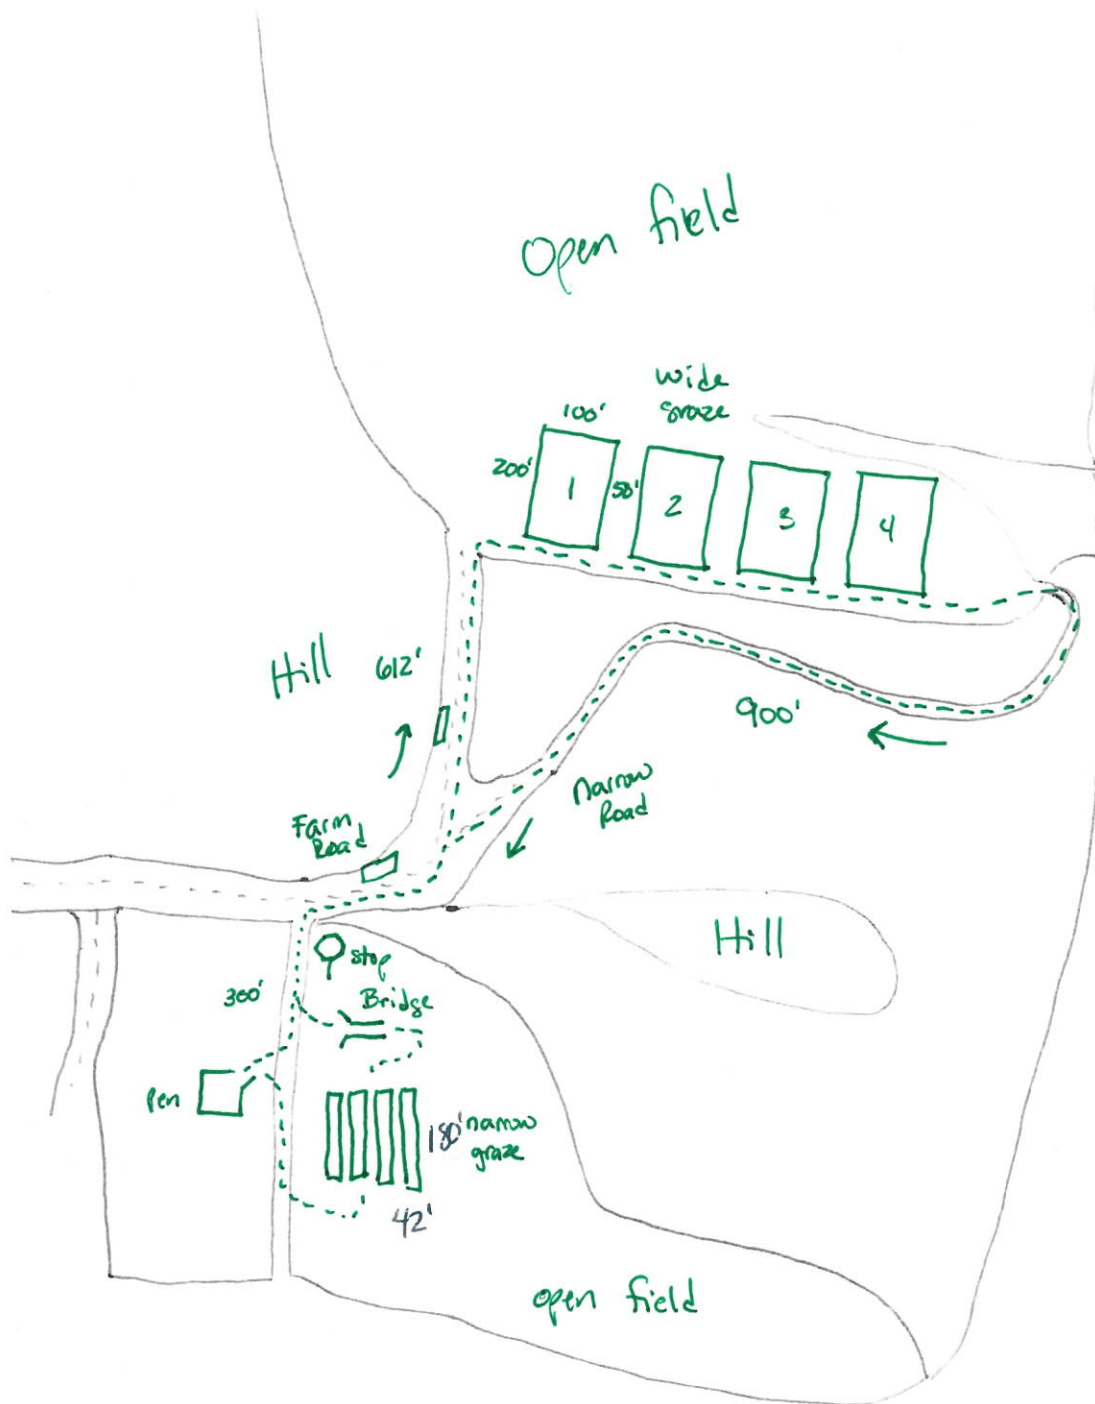 Open field
Wide
graze
100'
200'
1
50'
2
3
4
Hill
612'
900'
Narrow
Road
Farm
Road
Hill
stop
300'
Bridge
Pen
180'
narrow
graze
42'
open field